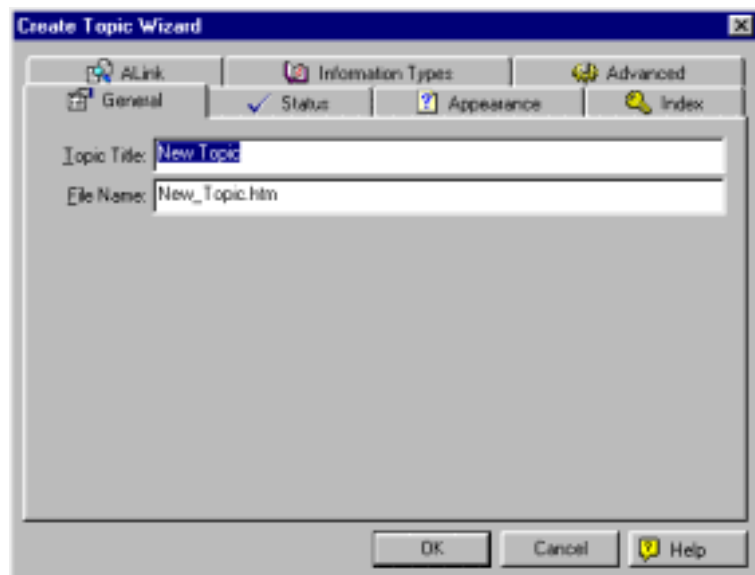 Create Topic Wizard
ALink Information Types Advanced
General Status Appearance Index
Topic Title: New Topic
File Name: New_Topic.htm
OK Cancel Help